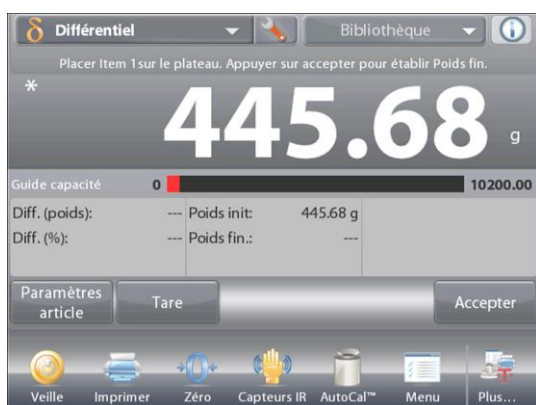 δ Différentiel Bibliothèque
Placer Item 1sur le plateau. Appuyer sur accepter pour établir Poids fin.
* 445.68 g
Guide capacité 0 10200.00
Diff. (poids): --- Poids init: 445.68 g
Diff. (%): --- Poids fin.: ---
Paramètres article Tare Accepter
Veille Imprimer Zéro Capteurs IR AutoCal™ Menu Plus...